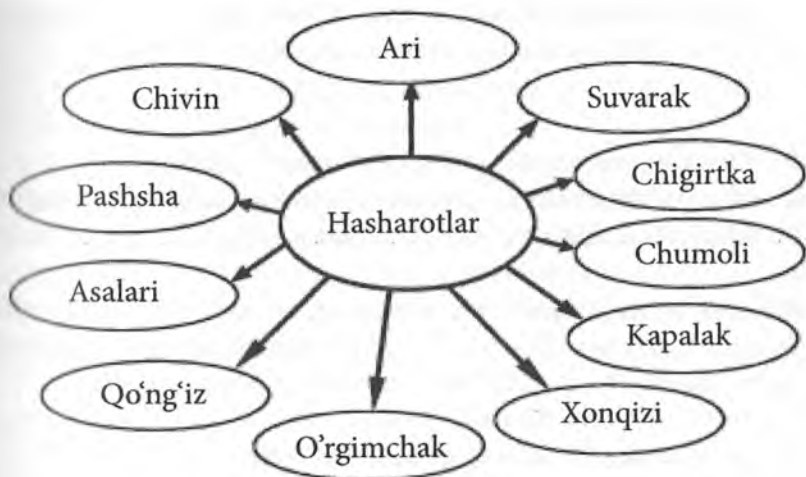 Ari
Chivin
Suvarak
Pashsha
Chigirtka
Hasharotlar
Chumoli
Asalari
Kapalak
Qo‘ng‘iz
Xonqizi
O’rgimchak